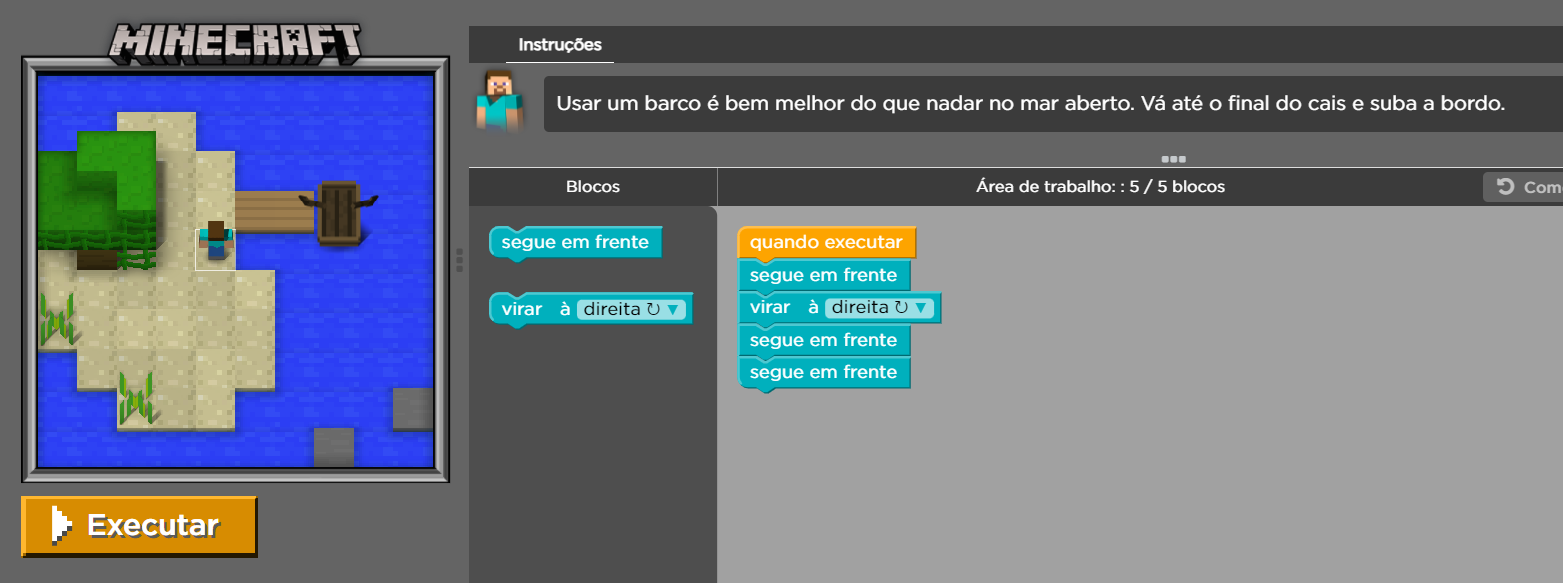 MINECRAFT
Instruções
Usar um barco é bem melhor do que nadar no mar aberto. Vá até o final do cais e suba a bordo.
Blocos
Área de trabalho: : 5 / 5 blocos
Com
segue em frente
virar à direita ↻ ▼
quando executar
segue em frente
virar à direita ↻ ▼
segue em frente
segue em frente
Executar